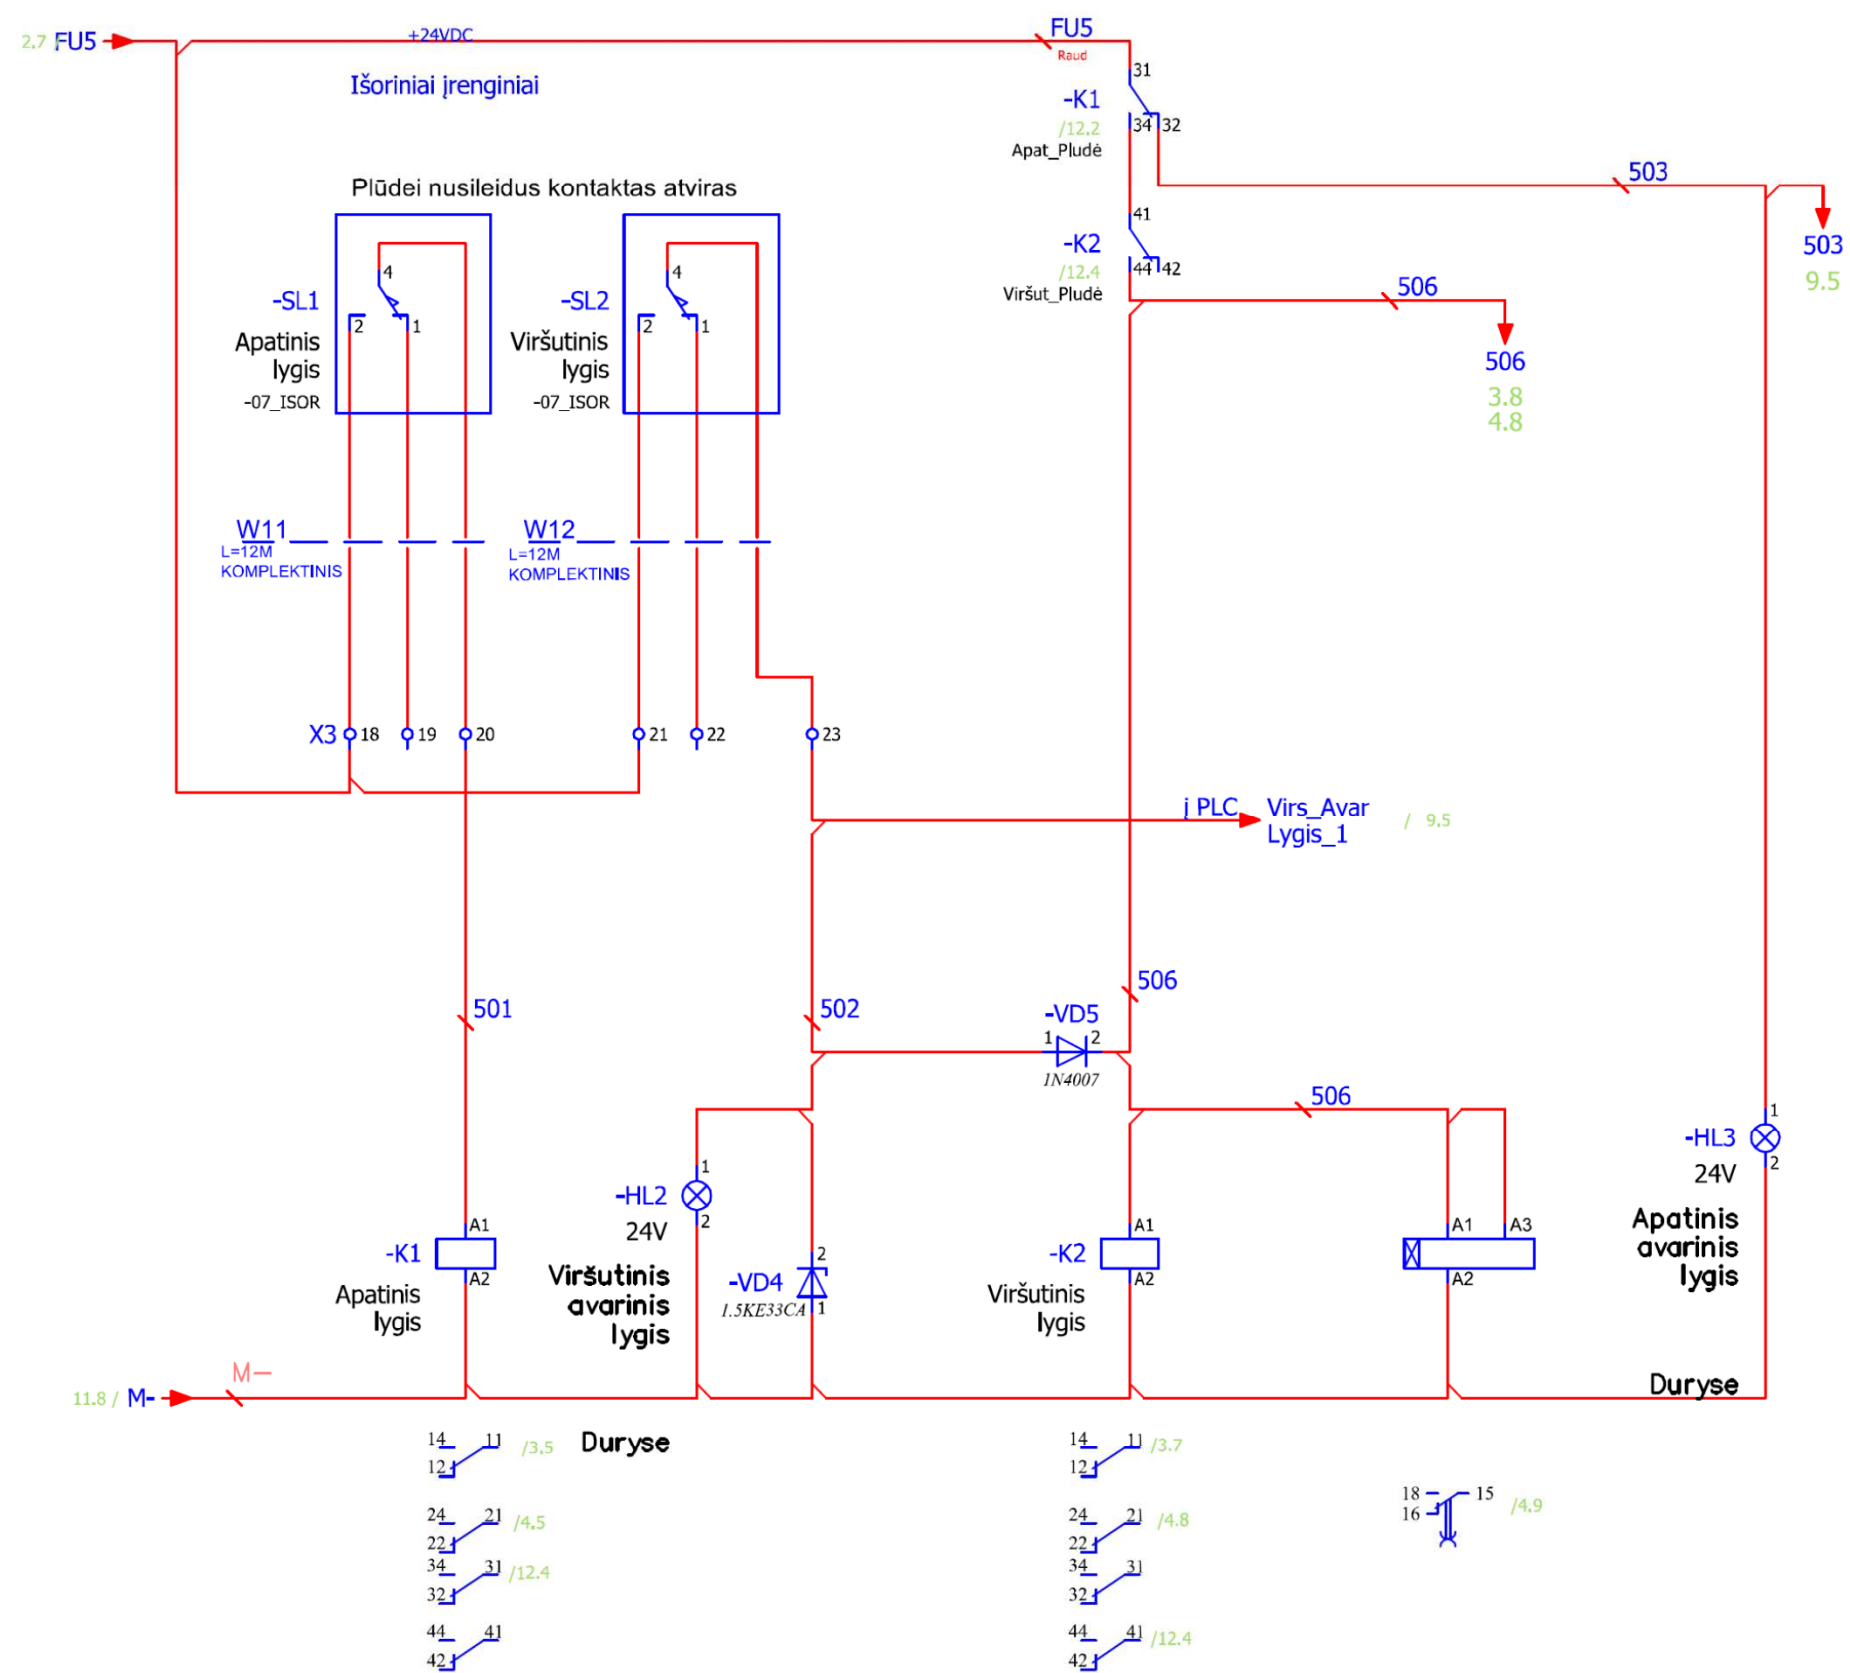 2.7 / FU5
+24VDC
FU5
Raud
Išoriniai įrenginiai
31
-K1
/12.2
34 32
Apat_Pludė
503
Plūdei nusileidus kontaktas atviras
41
-K2
/12.4
44 42
Viršut_Pludė
503
9.5
4
-SL1
2 1
Apatinis
lygis
-07_ISOR
4
-SL2
2 1
Viršutinis
lygis
-07_ISOR
506
506
3.8
4.8
W11
L=12M
KOMPLEKTINIS
W12
L=12M
KOMPLEKTINIS
X3 18 19 20 21 22 23
į PLC
Virs_Avar
Lygis_1
/ 9.5
501
502
506
-VD5
1 2
1N4007
506
1
-HL3
2
24V
Apatinis
avarinis
lygis
1
-HL2
2
24V
Viršutinis
avarinis
lygis
A1
-K1
A2
Apatinis
lygis
2
-VD4
1.5KE33CA 1
A1
-K2
A2
Viršutinis
lygis
A1 A3
A2
M-
11.8 / M-
Duryse
Duryse
14 11 /3.5
12
24 21 /4.5
22
34 31 /12.4
32
44 41
42
14 11 /3.7
12
24 21 /4.8
22
34 31
32
44 41 /12.4
42
18 15 /4.9
16